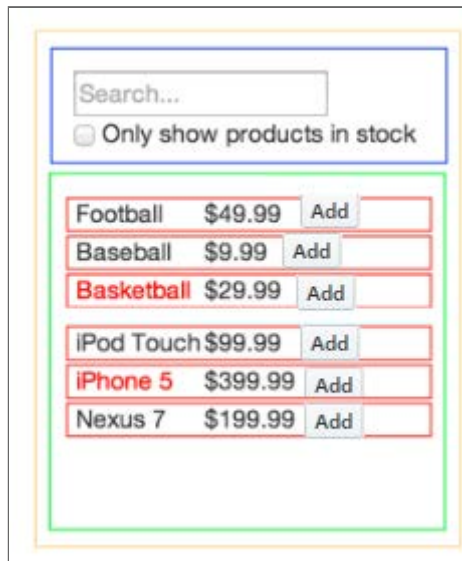 Search...
Only show products in stock
Football $49.99 Add
Baseball $9.99 Add
Basketball $29.99 Add
iPod Touch $99.99 Add
iPhone 5 $399.99 Add
Nexus 7 $199.99 Add